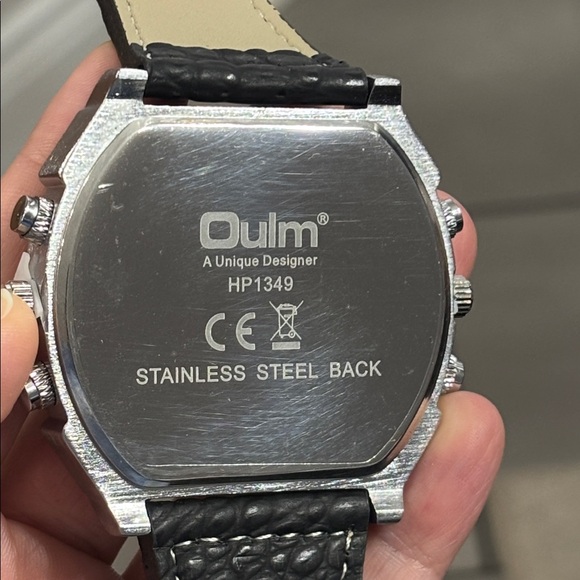 Oulm®
A Unique Designer
HP1349
CE
STAINLESS STEEL BACK